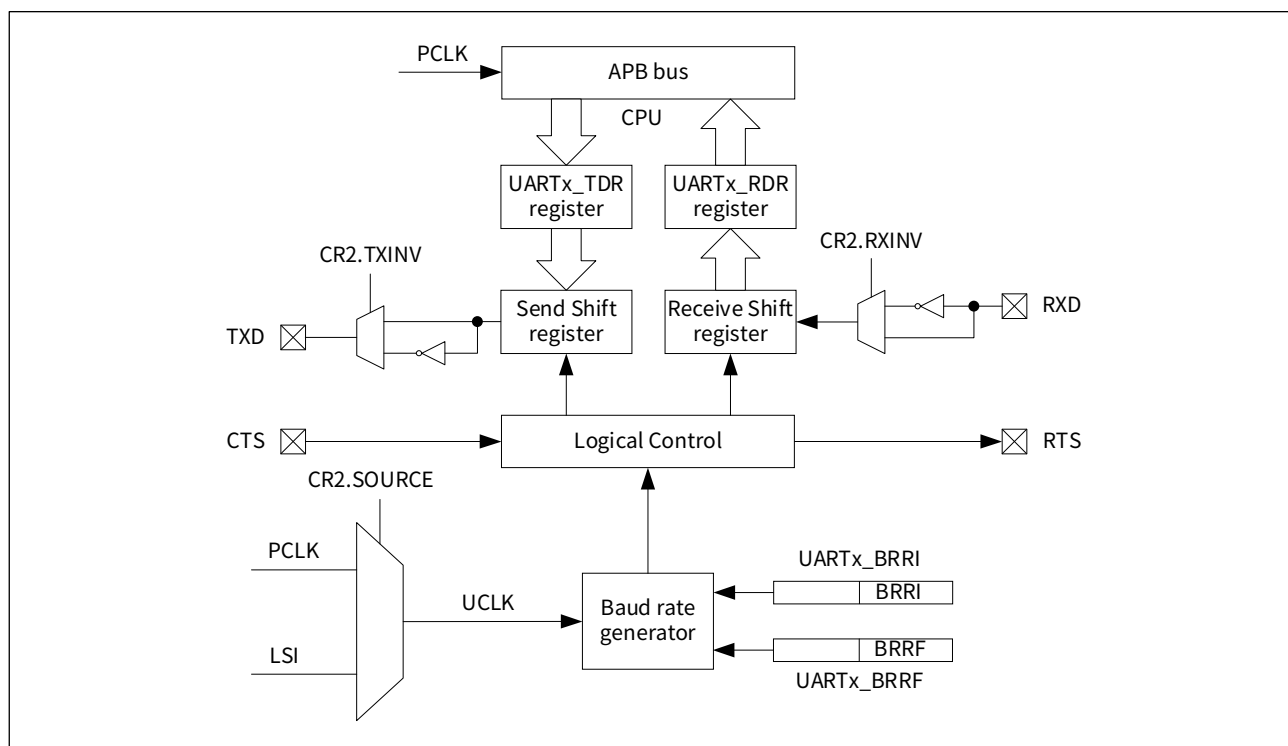 PCLK
APB bus
CPU
UARTx_TDR
register
UARTx_RDR
register
CR2.TXINV
CR2.RXINV
Send Shift
register
Receive Shift
register
TXD
RXD
CTS
Logical Control
RTS
CR2.SOURCE
PCLK
UCLK
LSI
Baud rate
generator
UARTx_BRRI
BRRI
BRRF
UARTx_BRRF